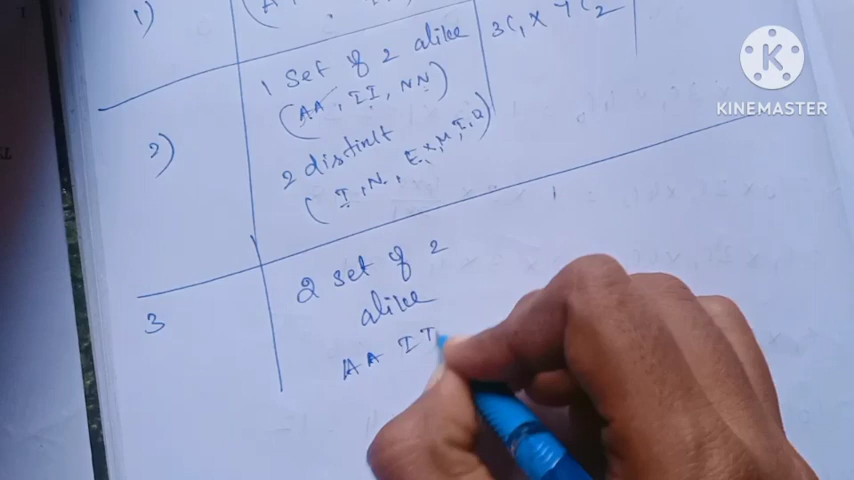 1)
1 set of 2 alike 3C1 X 7C2
(AA, II, NN)
2)
2 distinct
( I, N, E, X, M, I, D)
3
2 set of 2
alike
AA II
K
KINEMASTER